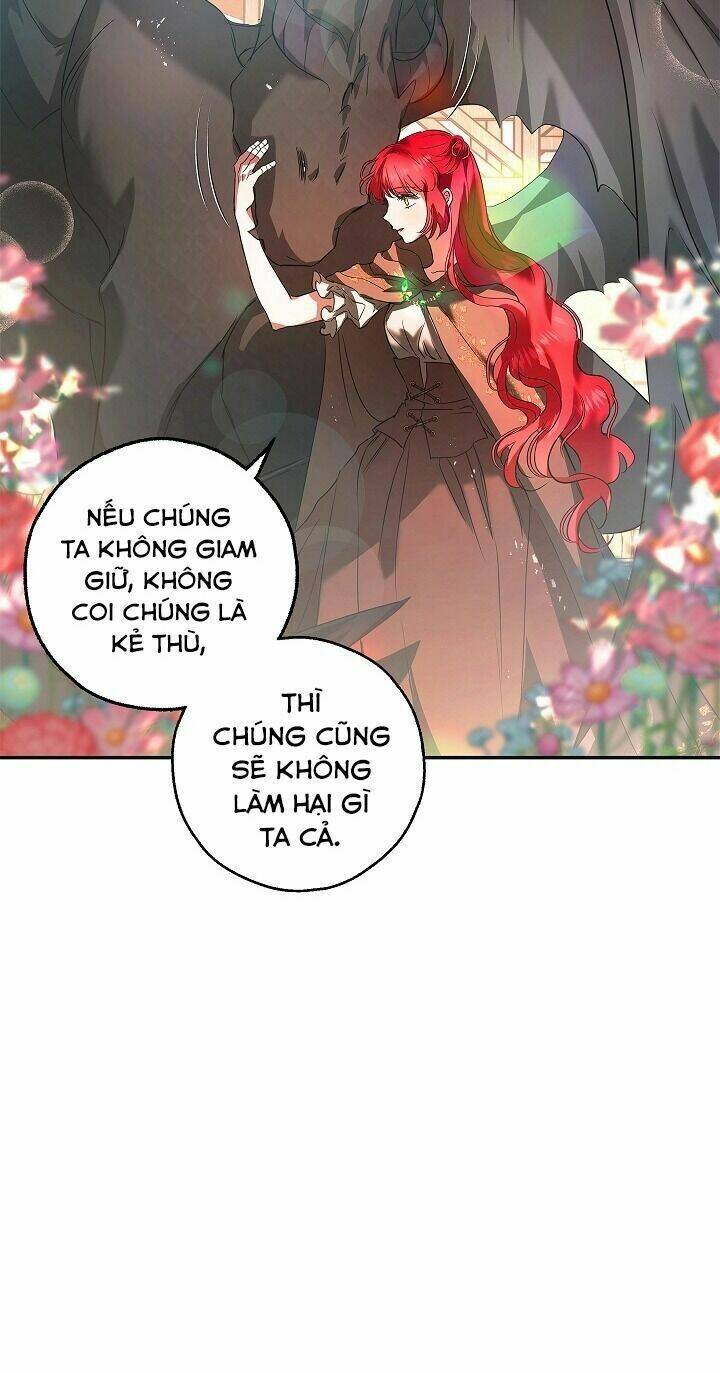 NẾU CHÚNG
TA KHÔNG GIAM
GIỮ, KHÔNG
COI CHÚNG LÀ
KẺ THÙ,
THÌ
CHÚNG CŨNG
SẼ KHÔNG
LÀM HẠI GÌ
TA CẢ.